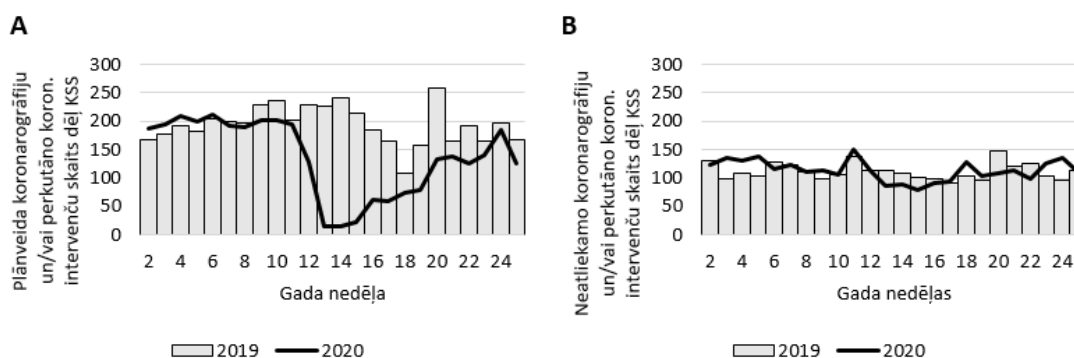 A
Plānveida koronarogrāfiju
un/vai perkutāno koron.
intervenču skaits dēļ KSS
300
250
200
150
100
50
0
2 4 6 8 10 12 14 16 18 20 22 24
Gada nedēļa
2019 2020
B
Neatliekamo koronarogrāfiju
un/vai perkutāno koron.
intervenču skaits dēļ KSS
300
250
200
150
100
50
0
2 4 6 8 10 12 14 16 18 20 22 24
Gada nedēļas
2019 2020